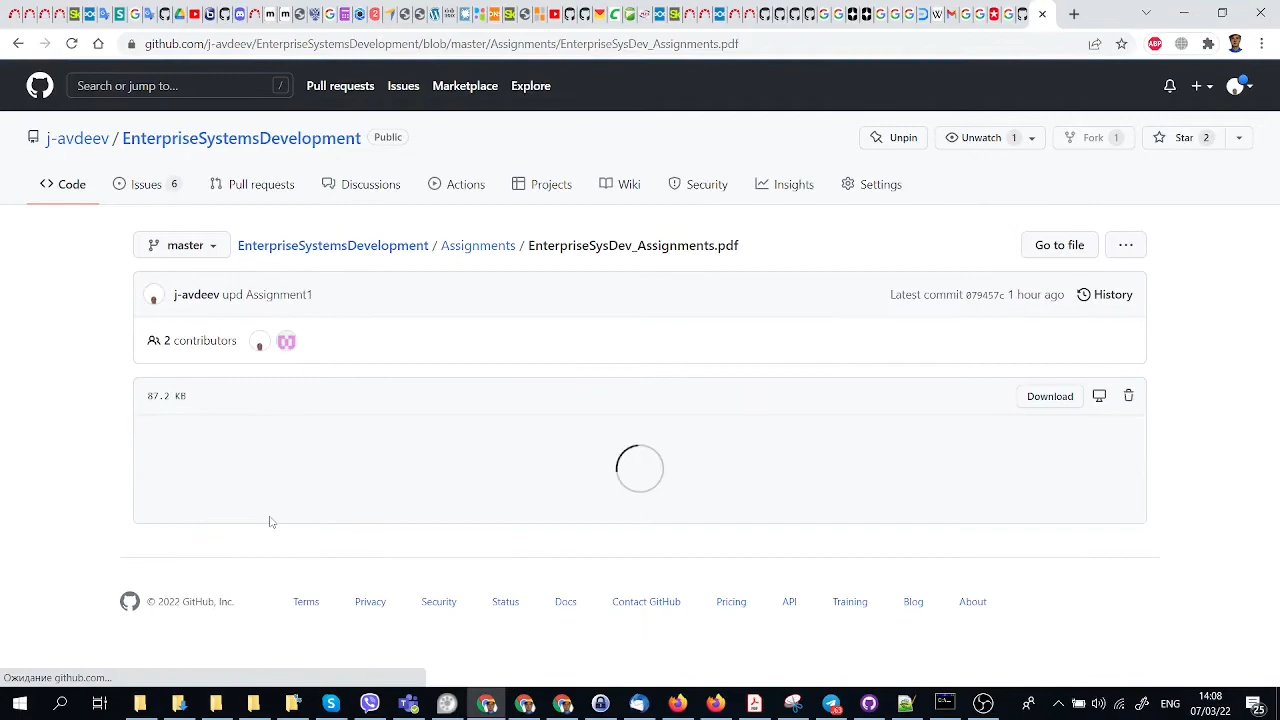 github.com/j-avdeev/EnterpriseSystemsDevelopment/blob/master/Assignments/EnterpriseSysDev_Assignments.pdf
ABP
Search or jump to...
/
Pull requests
Issues
Marketplace
Explore
j-avdeev / EnterpriseSystemsDevelopment
Public
Unpin
Unwatch 1
Fork 1
Star 2
Code
Issues 6
Pull requests
Discussions
Actions
Projects
Wiki
Security
Insights
Settings
master
EnterpriseSystemsDevelopment / Assignments / EnterpriseSysDev_Assignments.pdf
Go to file
j-avdeev upd Assignment1
Latest commit 079457c 1 hour ago
History
2 contributors
87.2 KB
Download
© 2022 GitHub, Inc.
Terms
Privacy
Security
Status
Docs
Contact GitHub
Pricing
API
Training
Blog
About
Ожидание github.com...
ENG
14:08
07/03/22
25